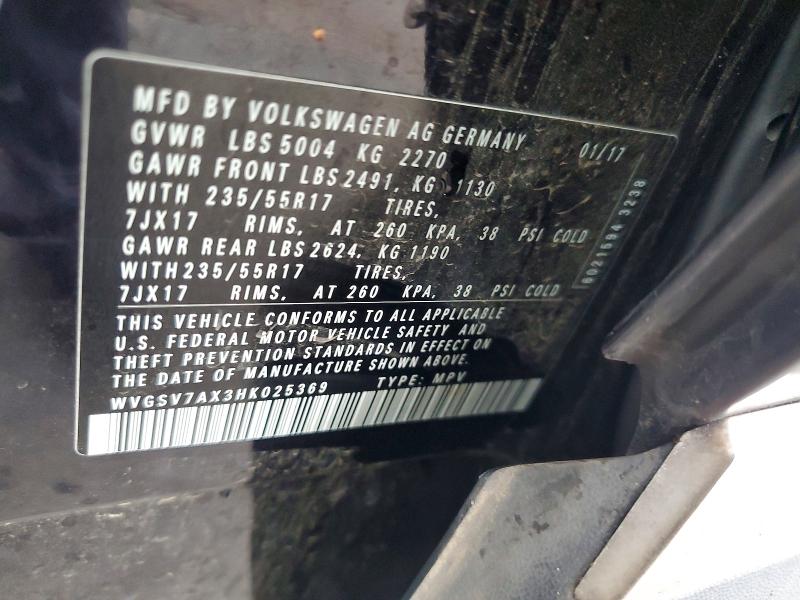 MFD BY VOLKSWAGEN AG GERMANY 01/17
GVWR LBS 5004 KG 2270
GAWR FRONT LBS 2491, KG 1130
WITH 235/55R17 TIRES,
7JX17 RIMS, AT 260 KPA, 38 PSI COLD
GAWR REAR LBS 2624, KG 1190
WITH 235/55R17 TIRES,
7JX17 RIMS, AT 260 KPA, 38 PSI COLD
THIS VEHICLE CONFORMS TO ALL APPLICABLE
U.S. FEDERAL MOTOR VEHICLE SAFETY AND
THEFT PREVENTION STANDARDS IN EFFECT ON
THE DATE OF MANUFACTURE SHOWN ABOVE.
WVGSV7AX3HK025369 TYPE: MPV
3238